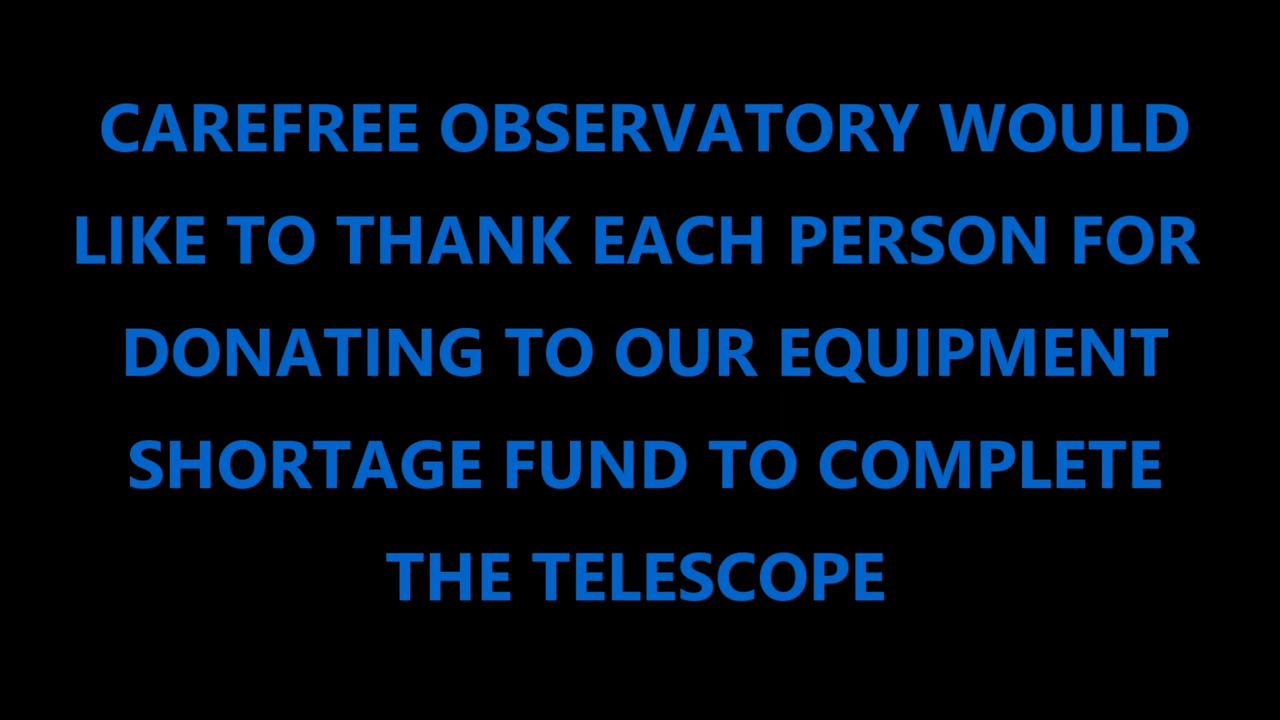 CAREFREE OBSERVATORY WOULD
LIKE TO THANK EACH PERSON FOR
DONATING TO OUR EQUIPMENT
SHORTAGE FUND TO COMPLETE
THE TELESCOPE